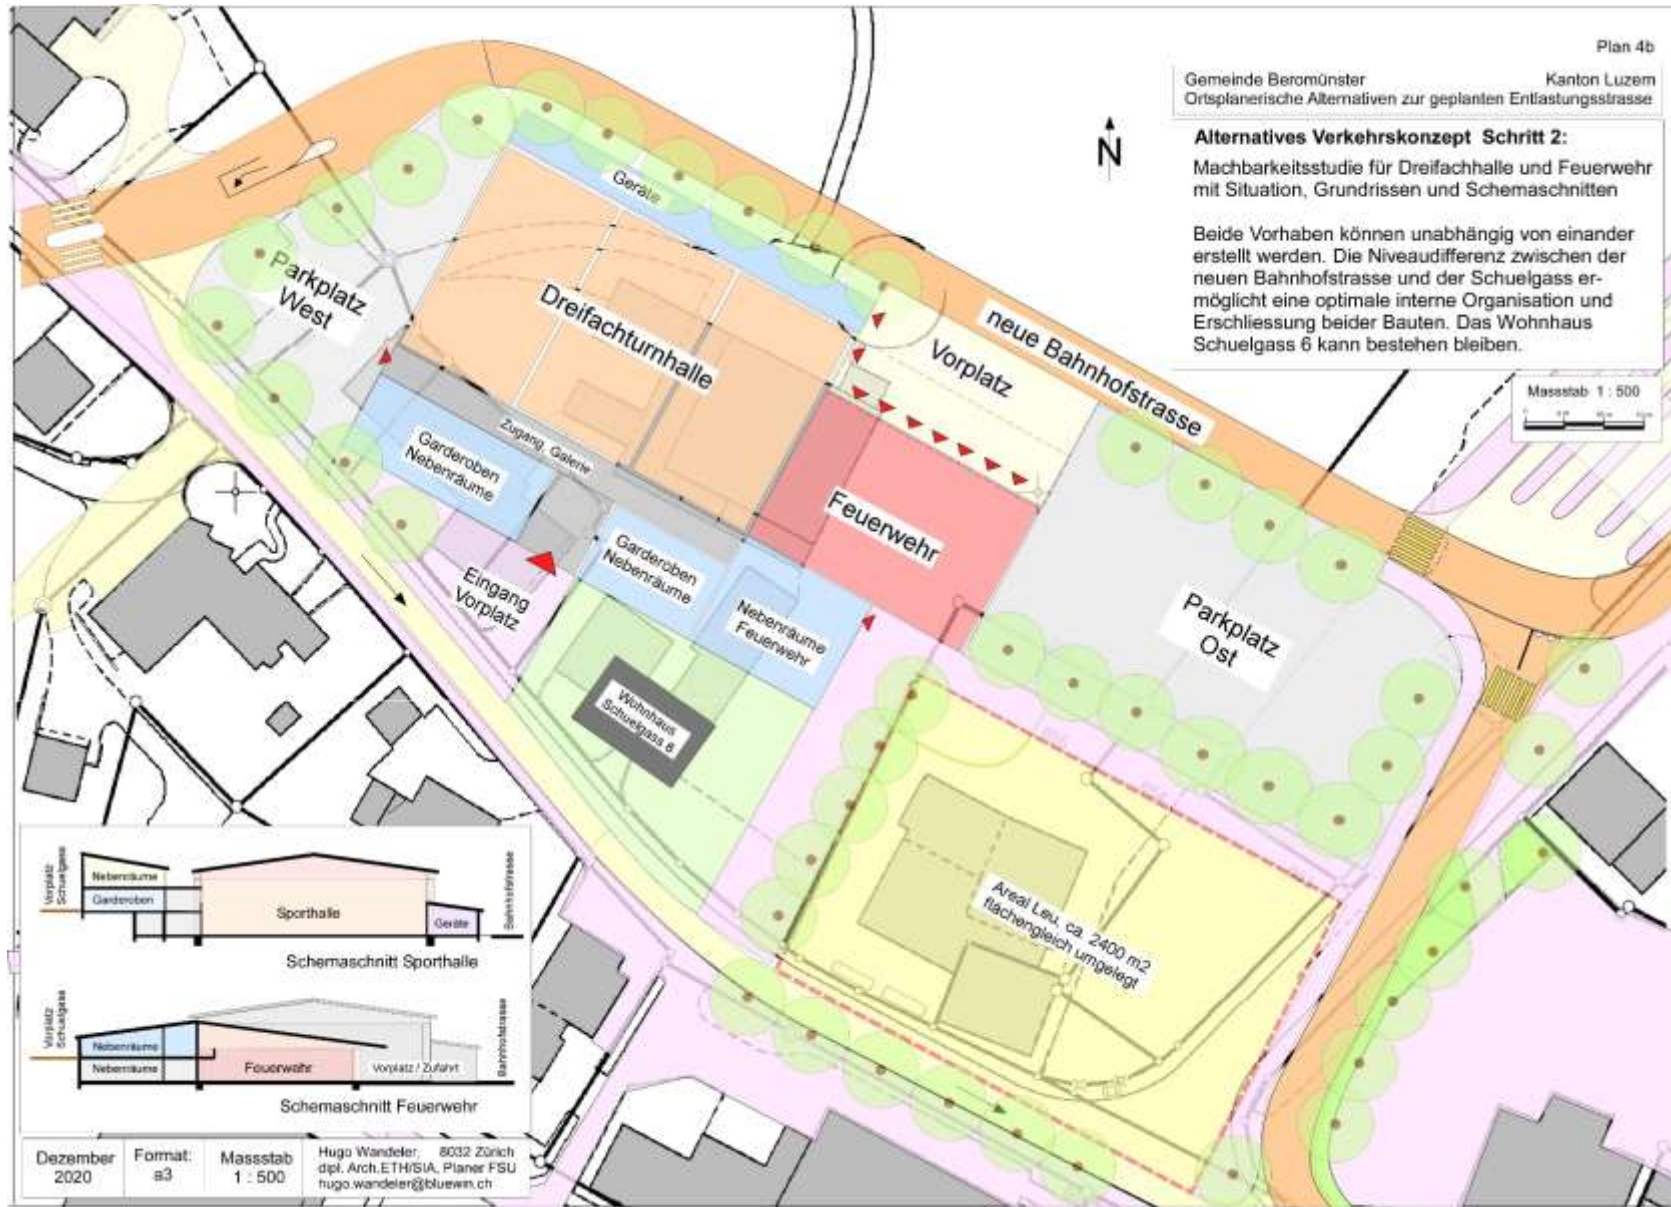 Plan 4b
Gemeinde Beromünster Kanton Luzern
Ortsplanerische Alternativen zur geplanten Entlastungsstrasse
Alternatives Verkehrskonzept Schritt 2:
Machbarkeitsstudie für Dreifachhalle und Feuerwehr
mit Situation, Grundrissen und Schemaschnitten
Beide Vorhaben können unabhängig von einander
erstellt werden. Die Niveaudifferenz zwischen der
neuen Bahnhofstrasse und der Schuelgass er-
möglicht eine optimale interne Organisation und
Erschliessung beider Bauten. Das Wohnhaus
Schuelgass 6 kann bestehen bleiben.
N
Massstab 1 : 500
Geräte
Parkplatz
West
Dreifachturnhalle
neue Bahnhofstrasse
Vorplatz
Zugang, Galerie
Garderoben
Nebenräume
Feuerwehr
Garderoben
Nebenräume
Eingang
Vorplatz
Nebenräume
Feuerwehr
Parkplatz
Ost
Wohnhaus
Schuelgass 6
Areal Leu, ca. 2400 m2
flächengleich umgelegt
Vorplatz
Schuelgass
Nebenräume
Garderoben
Sporthalle
Geräte
Bahnhofstrasse
Schemaschnitt Sporthalle
Vorplatz
Schuelgass
Nebenräume
Nebenräume
Feuerwehr
Vorplatz / Zufahrt
Bahnhofstrasse
Schemaschnitt Feuerwehr
Dezember
2020
Format:
a3
Massstab
1 : 500
Hugo Wandeler, 8032 Zürich
dipl. Arch.ETH/SIA, Planer FSU
hugo.wandeler@bluewin.ch